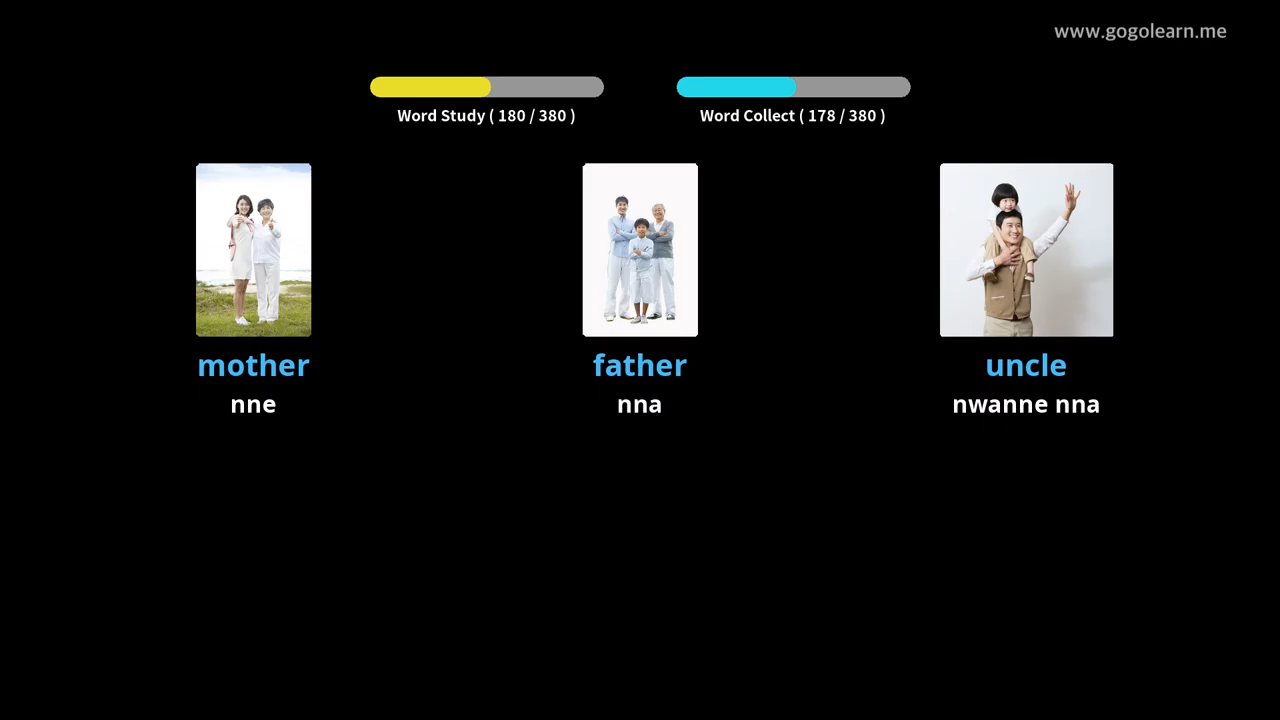 www.gogolearn.me
Word Study ( 180 / 380 )
Word Collect ( 178 / 380 )
mother
nne
father
nna
uncle
nwanne nna